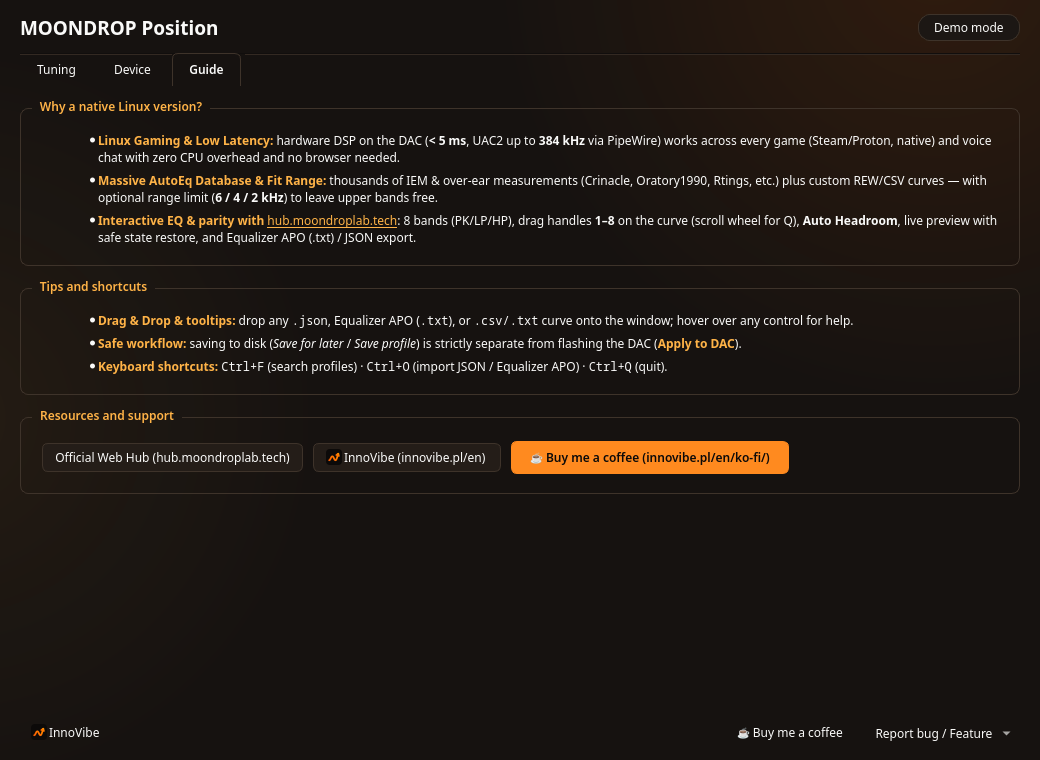 MOONDROP Position
Demo mode
Tuning
Device
Guide
Why a native Linux version?
• Linux Gaming & Low Latency: hardware DSP on the DAC (< 5 ms, UAC2 up to 384 kHz via PipeWire) works across every game (Steam/Proton, native) and voice
chat with zero CPU overhead and no browser needed.
• Massive AutoEq Database & Fit Range: thousands of IEM & over-ear measurements (Crinacle, Oratory1990, Rtings, etc.) plus custom REW/CSV curves — with
optional range limit (6 / 4 / 2 kHz) to leave upper bands free.
• Interactive EQ & parity with hub.moondroplab.tech: 8 bands (PK/LP/HP), drag handles 1–8 on the curve (scroll wheel for Q), Auto Headroom, live preview with
safe state restore, and Equalizer APO (.txt) / JSON export.
Tips and shortcuts
• Drag & Drop & tooltips: drop any .json, Equalizer APO (.txt), or .csv/.txt curve onto the window; hover over any control for help.
• Safe workflow: saving to disk (Save for later / Save profile) is strictly separate from flashing the DAC (Apply to DAC).
• Keyboard shortcuts: Ctrl+F (search profiles) · Ctrl+O (import JSON / Equalizer APO) · Ctrl+Q (quit).
Resources and support
Official Web Hub (hub.moondroplab.tech)
InnoVibe (innovibe.pl/en)
☕ Buy me a coffee (innovibe.pl/en/ko-fi/)
InnoVibe
☕ Buy me a coffee
Report bug / Feature